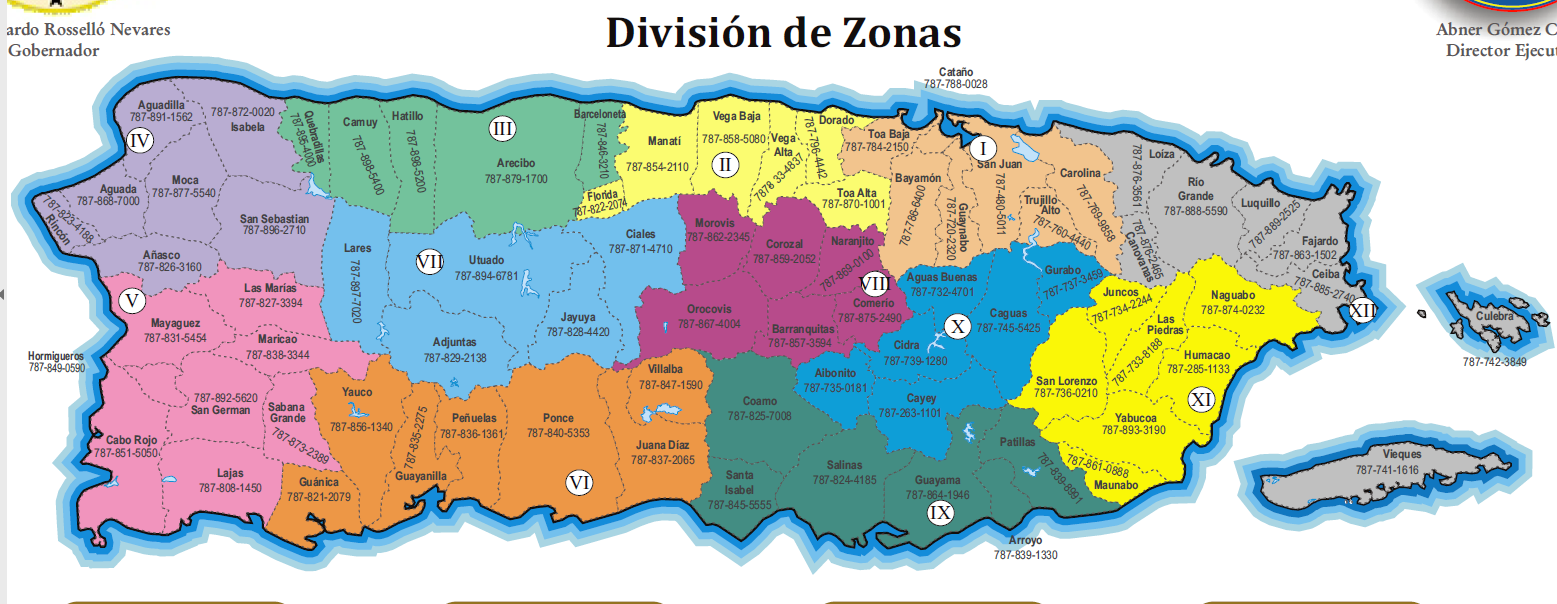 División de Zonas
ardo Rosselló Nevares
Gobernador
Abner Gómez C
Director Ejecut
Cataño
787-788-0028
Aguadilla
787-891-1562
IV
787-872-0020
Isabela
Moca
787-877-5540
Aguada
787-868-7000
787-823-4188
Rincón
San Sebastian
787-896-2710
Añasco
787-826-3160
Quebradillas
787-895-4000
Camuy
787-898-5400
Hatillo
787-898-5200
III
Arecibo
787-879-1700
Barceloneta
787-846-3210
Florida
787-822-2074
Manatí
787-854-2110
Vega Baja
787-858-5080
II
Vega
Alta
7878 33-4837
Dorado
787-796-4442
Toa Alta
787-870-1001
Toa Baja
787-784-2150
I
San Juan
787-480-5011
Bayamón
787-786-6400
Guaynabo
787-720-2320
Trujillo
Alto
787-760-4440
Carolina
787-769-9858
Loiza
787-876-3561
Canovanas
787-876-2465
Río
Grande
787-888-5590
Luquillo
787-889-2525
Fajardo
787-863-1502
Ceiba
787-885-2740
XII
Culebra
787-742-3849
Vieques
787-741-1616
V
Las Marías
787-827-3394
Mayaguez
787-831-5454
Maricao
787-838-3344
Hormigueros
787-849-0590
787-892-5620
San German
Sabana
Grande
787-873-2389
Cabo Rojo
787-851-5050
Lajas
787-808-1450
Lares
787-897-7020
VII
Utuado
787-894-6781
Ciales
787-871-4710
Jayuya
787-828-4420
Adjuntas
787-829-2138
Morovis
787-862-2345
Corozal
787-859-2052
Naranjito
787-869-0100
VIII
Comerío
787-875-2490
Orocovis
787-867-4004
Barranquitas
787-857-3594
Aguas Buenas
787-732-4701
Gurabo
787-737-3459
Caguas
787-745-5425
X
Cidra
787-739-1280
Aibonito
787-735-0181
Cayey
787-263-1101
Juncos
787-734-2244
Naguabo
787-874-0232
Las
Piedras
787-733-8188
Humacao
787-285-1133
San Lorenzo
787-736-0210
XI
Yabucoa
787-893-3190
787-861-0888
Maunabo
Yauco
787-856-1340
787-835-2275
Guayanilla
Guánica
787-821-2079
Peñuelas
787-836-1361
Ponce
787-840-5353
Villalba
787-847-1590
Juana Diaz
787-837-2065
VI
Coamo
787-825-7008
Santa
Isabel
787-845-5555
Salinas
787-824-4185
Guayama
787-864-1946
IX
Patillas
787-839-8991
Arroyo
787-839-1330